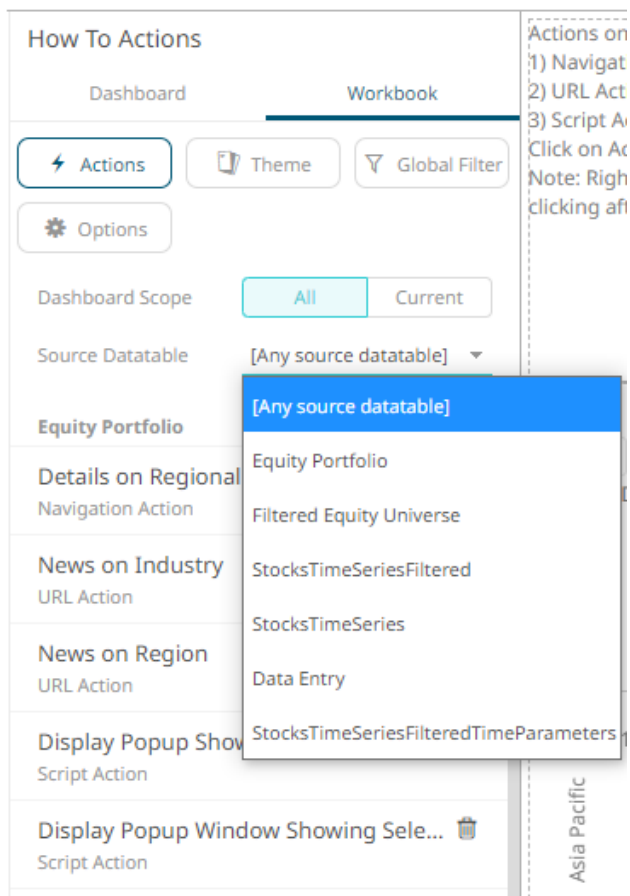 How To Actions
Dashboard
Workbook
Actions
Theme
Global Filter
Options
Dashboard Scope
All
Current
Source Datatable
[Any source datatable]
[Any source datatable]
Equity Portfolio
Filtered Equity Universe
StocksTimeSeriesFiltered
StocksTimeSeries
Data Entry
StocksTimeSeriesFilteredTimeParameters
Equity Portfolio
Details on Regional
Navigation Action
News on Industry
URL Action
News on Region
URL Action
Display Popup Show
Script Action
Display Popup Window Showing Sele...
Script Action
Actions on
1) Navigat
2) URL Act
3) Script A
Click on Ac
Note: Righ
clicking aft
Asia Pacific